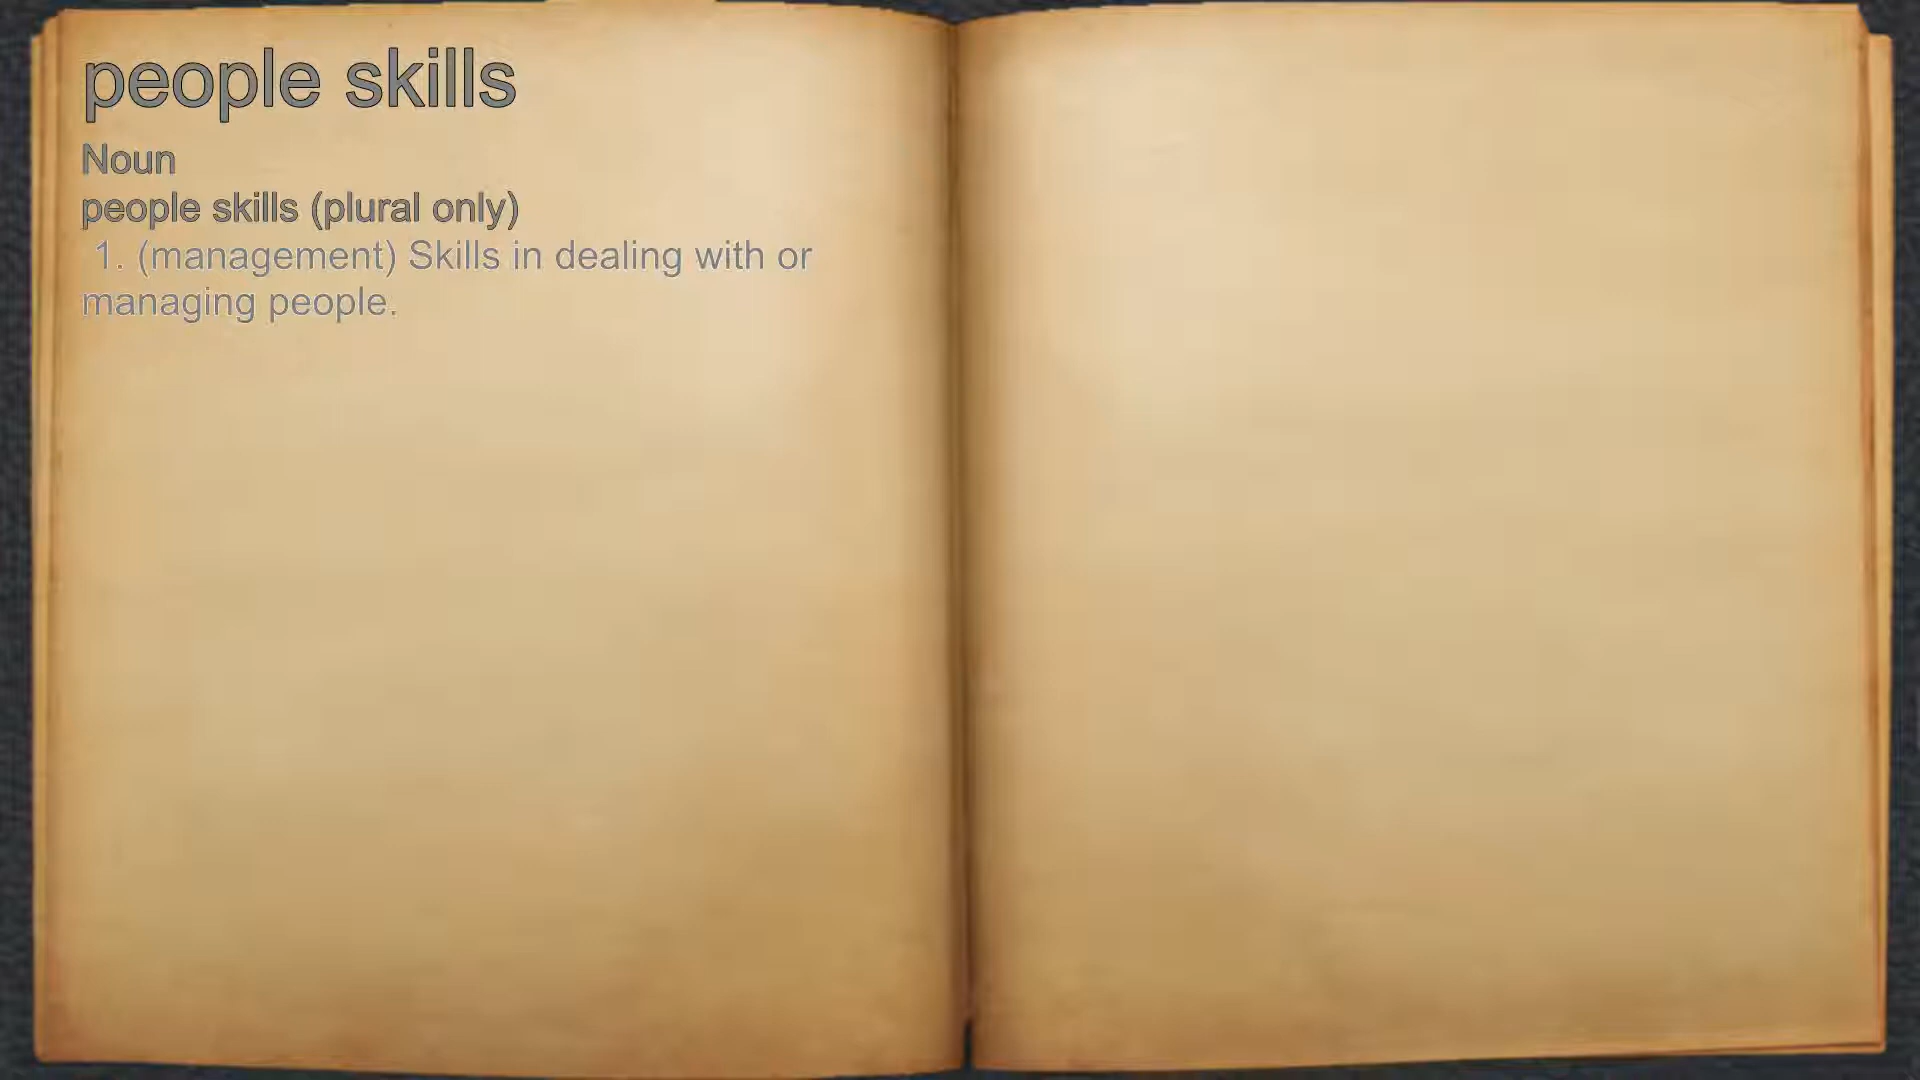 people skills
Noun
people skills (plural only)
1. (management) Skills in dealing with or
managing people.